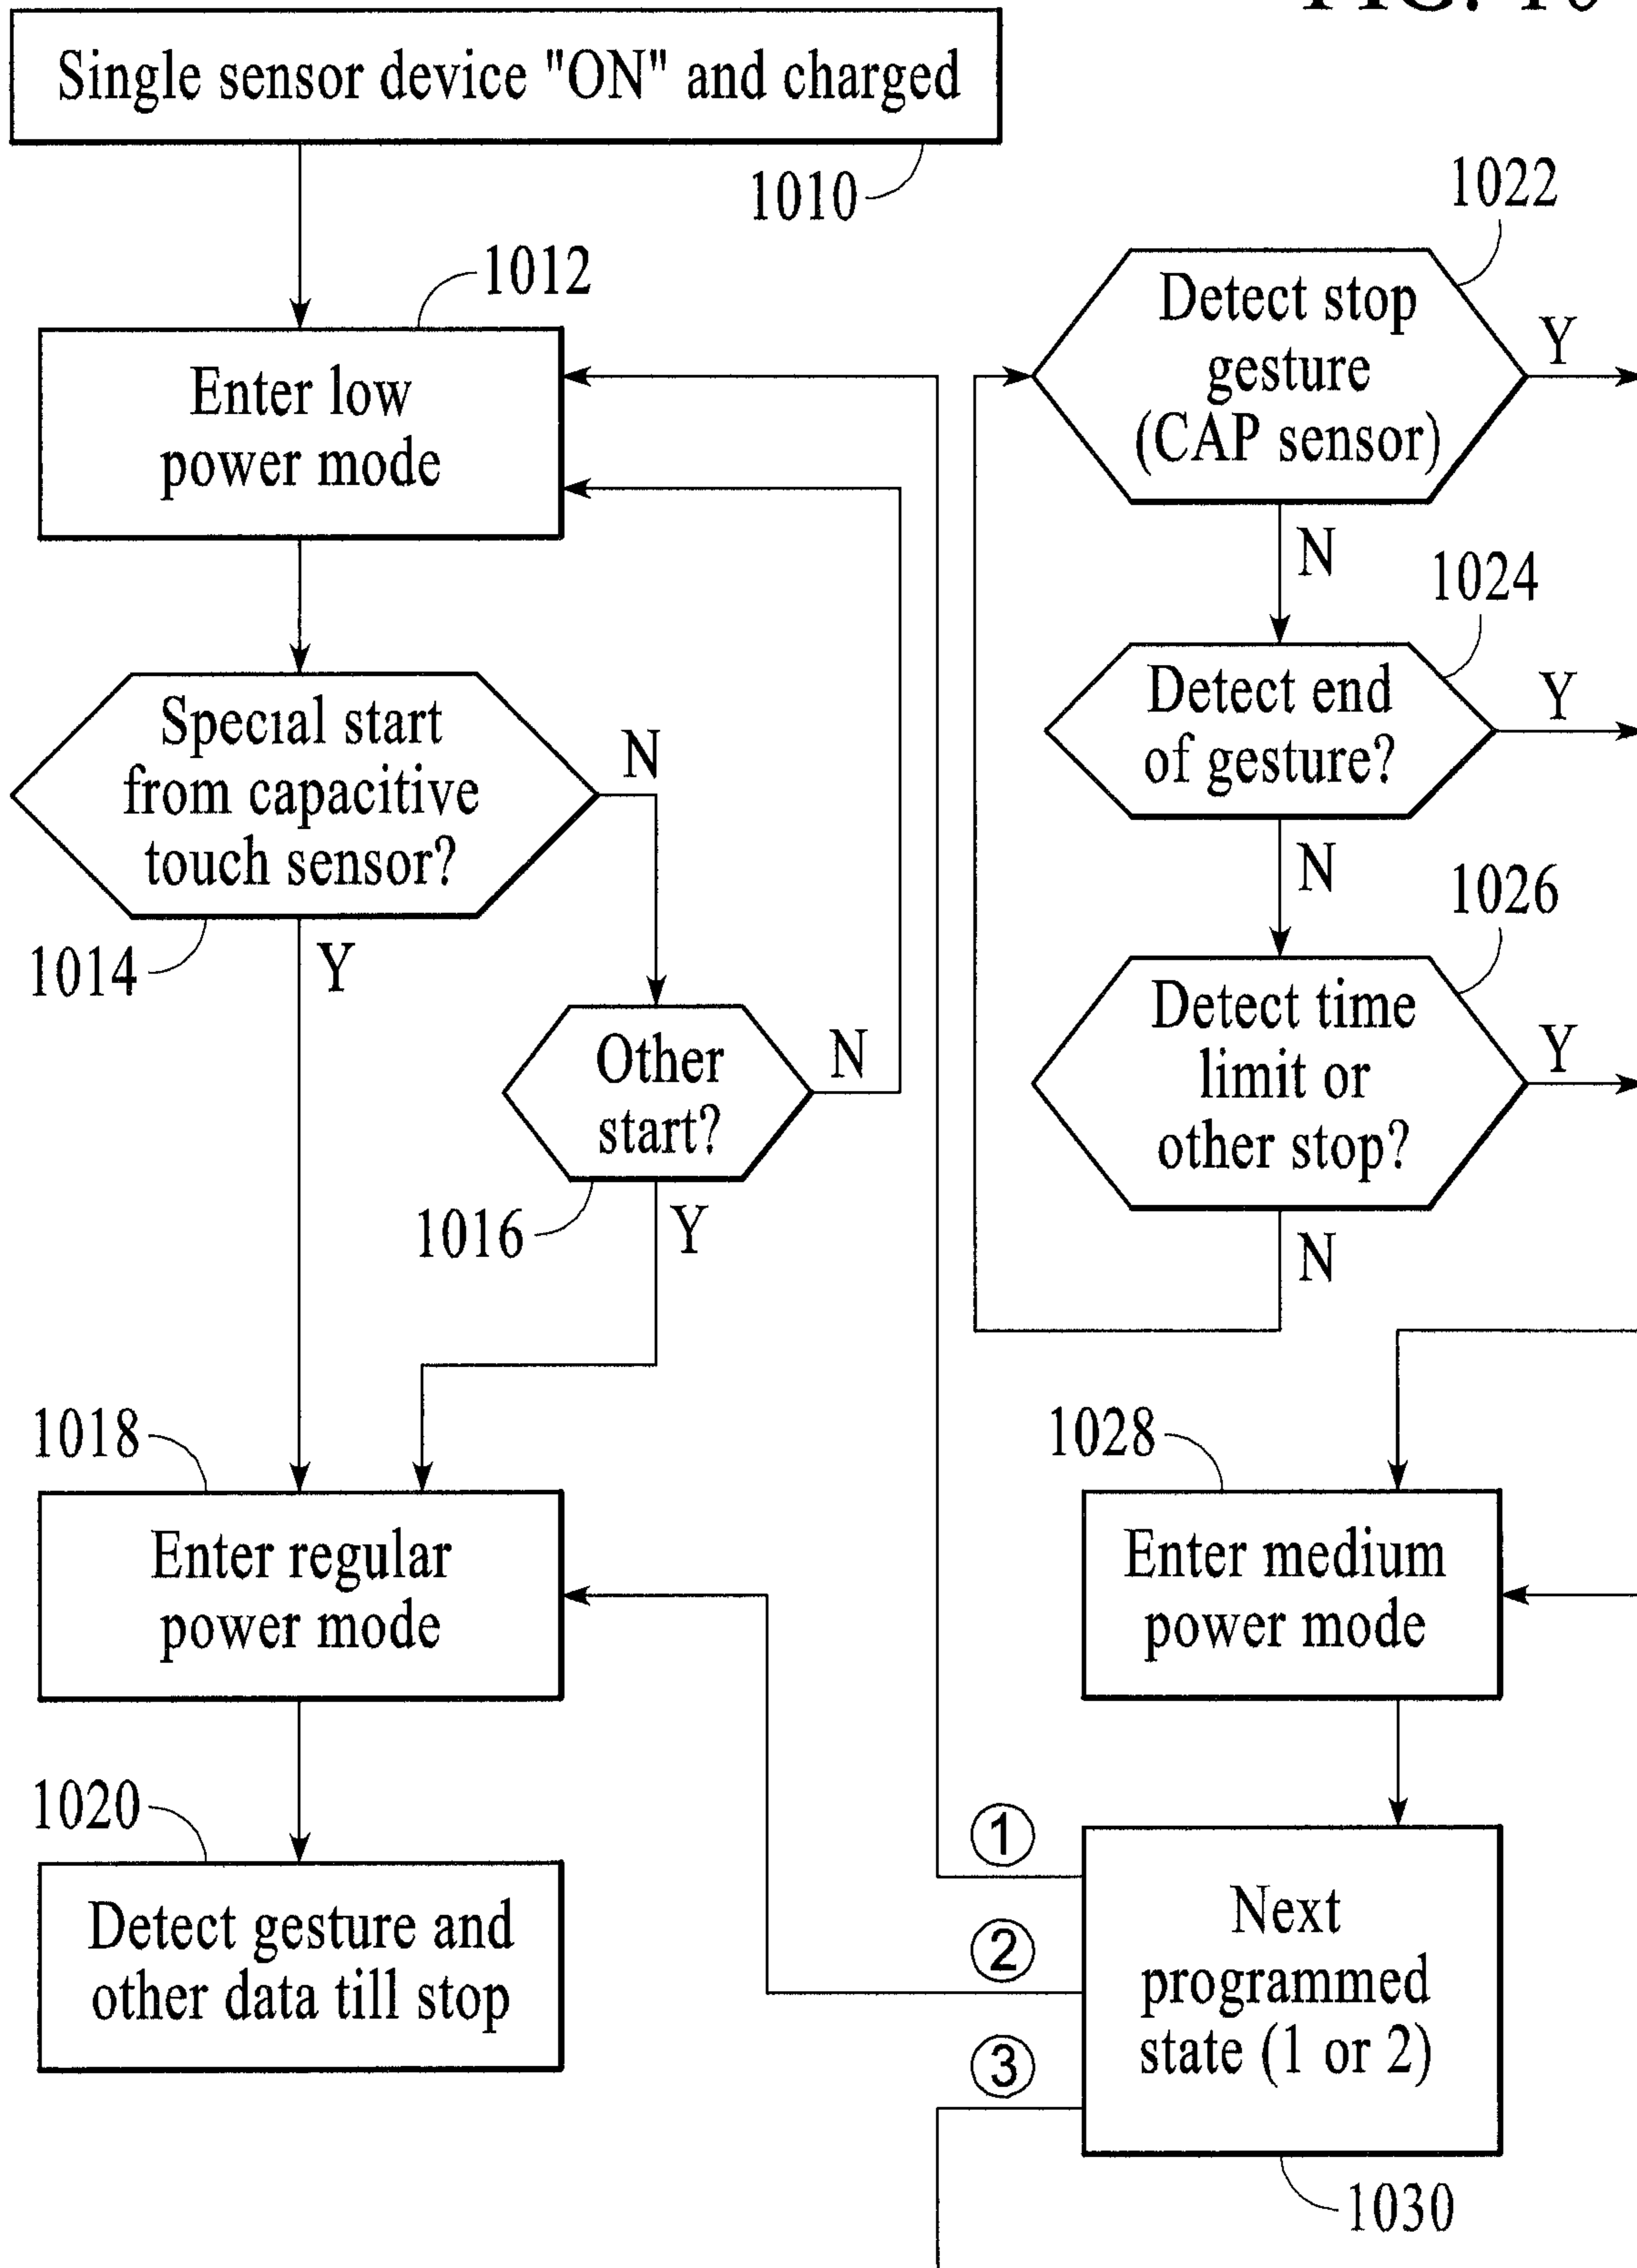 FIG. 10
Single sensor device "ON" and charged
1010
1012
Enter low
power mode
Special start
from capacitive
touch sensor?
N
1014
Y
Other
start?
N
1016
Y
1018
Enter regular
power mode
1020
Detect gesture and
other data till stop
1022
Detect stop
gesture
(CAP sensor)
Y
N
1024
Detect end
of gesture?
Y
N
1026
Detect time
limit or
other stop?
Y
N
1028
Enter medium
power mode
1
2
3
Next
programmed
state (1 or 2)
1030